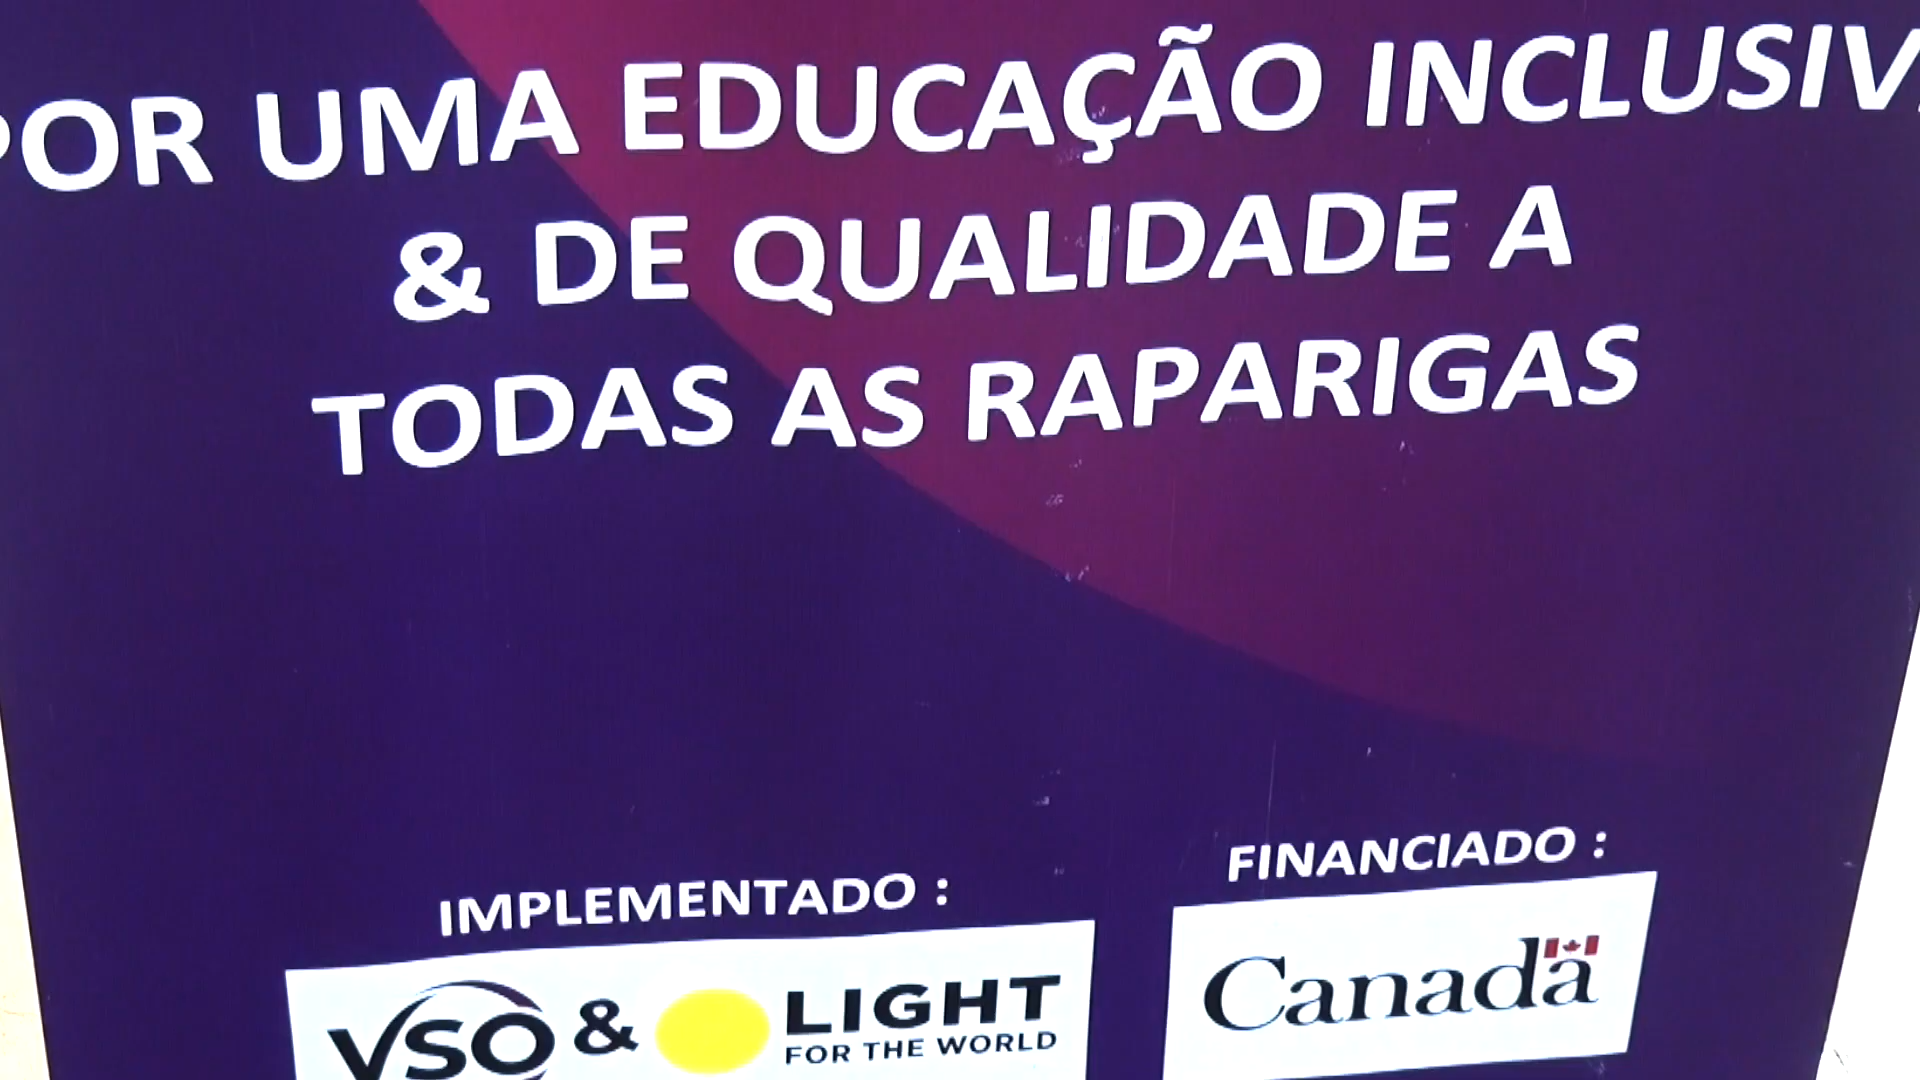 POR UMA EDUCAÇÃO INCLUSIV
& DE QUALIDADE A
TODAS AS RAPARIGAS
IMPLEMENTADO :
FINANCIADO :
VSO & LIGHT
FOR THE WORLD
Canada